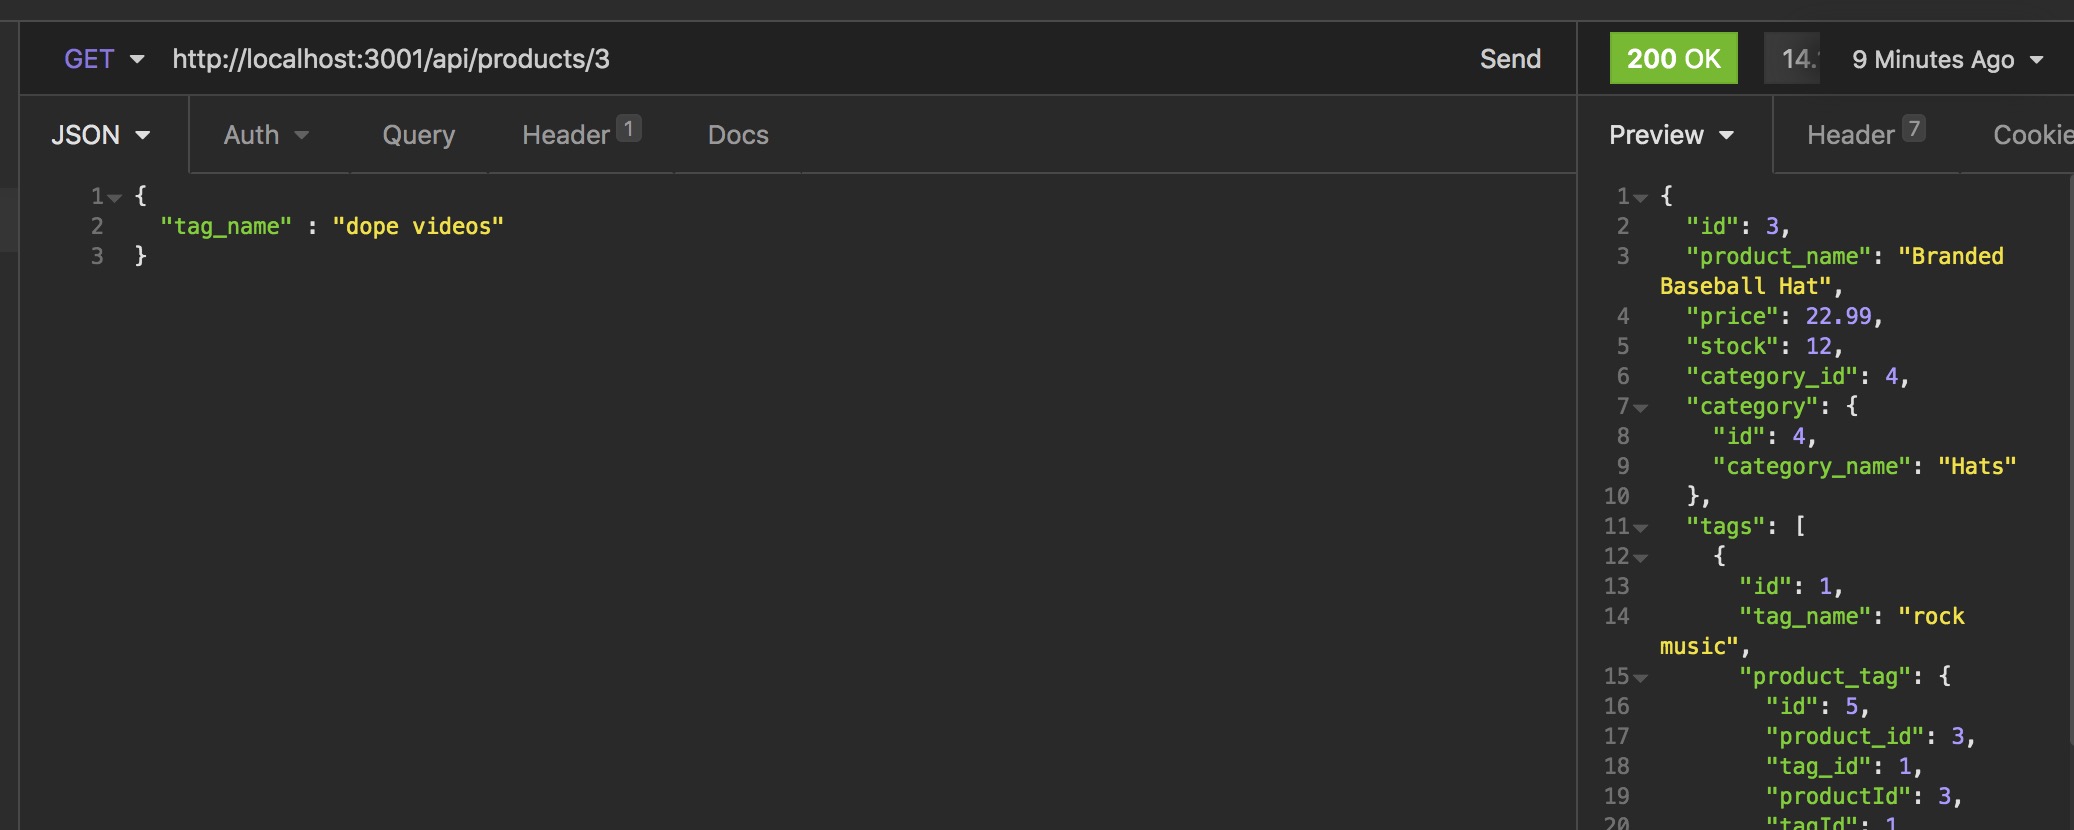 GET http://localhost:3001/api/products/3 Send
200 OK 14. 9 Minutes Ago
JSON Auth Query Header 1 Docs
Preview Header 7 Cookie
1 {
2 "tag_name" : "dope videos"
3 }
1 {
2 "id": 3,
3 "product_name": "Branded
Baseball Hat",
4 "price": 22.99,
5 "stock": 12,
6 "category_id": 4,
7 "category": {
8 "id": 4,
9 "category_name": "Hats"
10 },
11 "tags": [
12 {
13 "id": 1,
14 "tag_name": "rock
music",
15 "product_tag": {
16 "id": 5,
17 "product_id": 3,
18 "tag_id": 1,
19 "productId": 3,
20 "tagId": 1